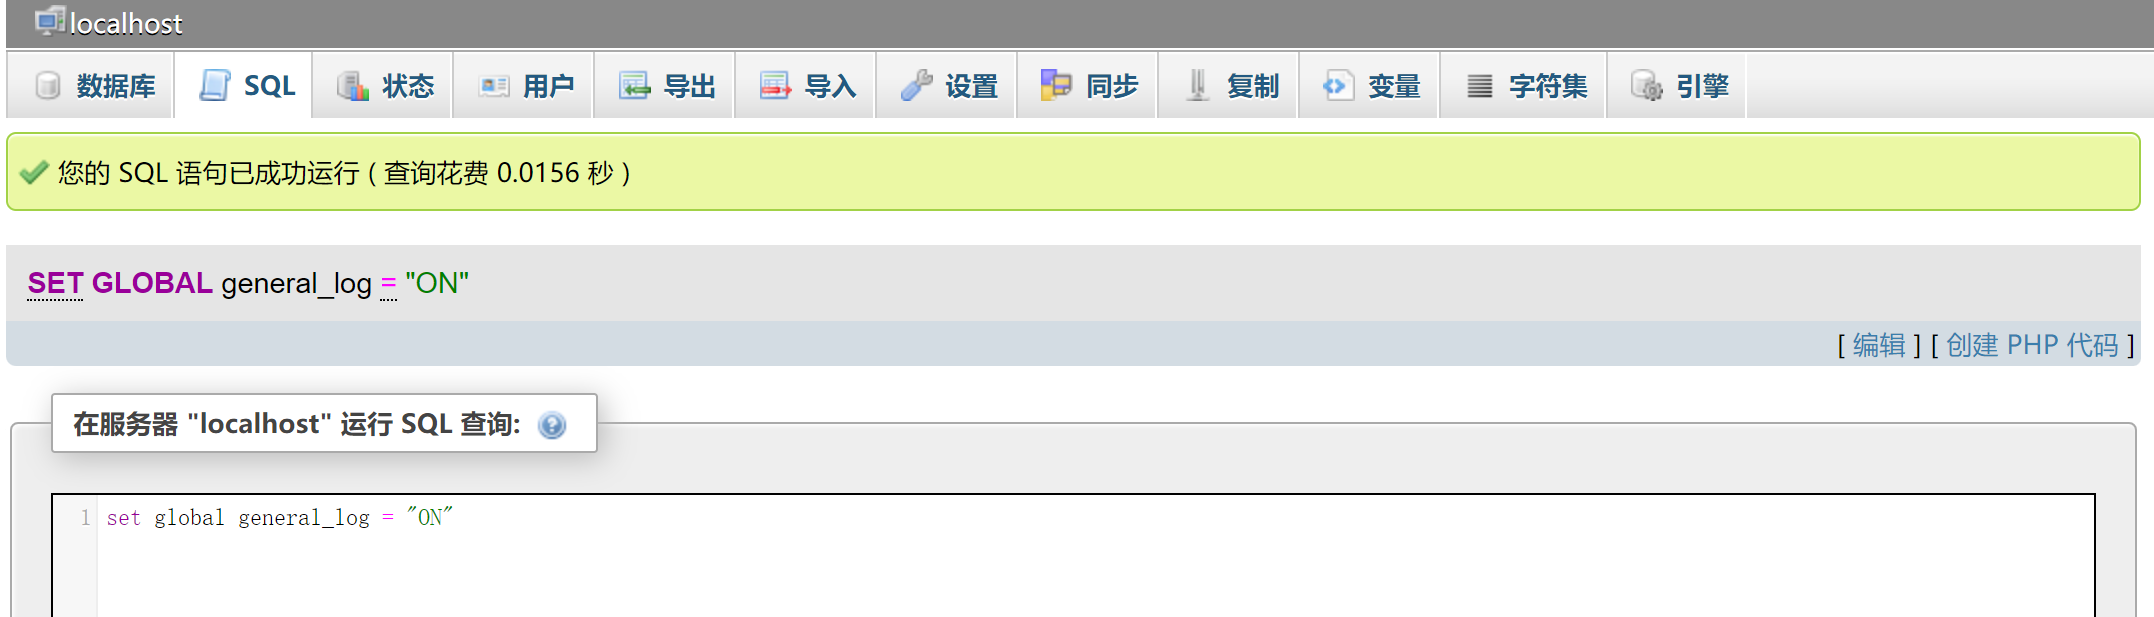 localhost
数据库 SQL 状态 用户 导出 导入 设置 同步 复制 变量 字符集 引擎
您的 SQL 语句已成功运行 ( 查询花费 0.0156 秒 )
SET GLOBAL general_log = "ON"
[ 编辑 ] [ 创建 PHP 代码 ]
在服务器 "localhost" 运行 SQL 查询:
1 set global general_log = "ON"